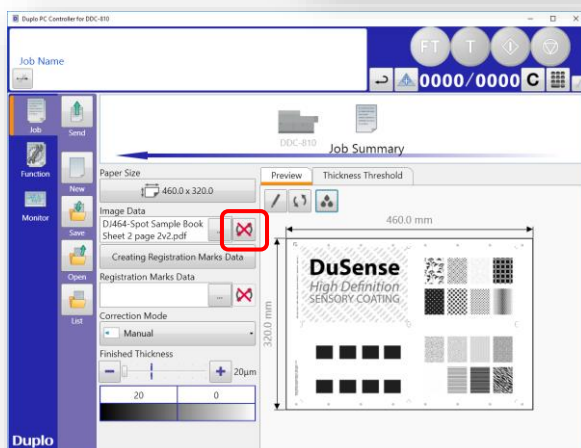 Duplo PC Controller for DDC-810
Job Name
FT T
0000/0000 C
Job
Send
Function
New
Monitor
Save
Open
List
DDC-810
Job Summary
Paper Size
460.0 x 320.0
Image Data
DJ464-Spot Sample Book
Sheet 2 page 2v2.pdf
...
Creating Registration Marks Data
Registration Marks Data
...
Correction Mode
Manual
Finished Thickness
20µm
20 0
Preview Thickness Threshold
460.0 mm
320.0 mm
DuSense
High Definition
SENSORY COATING
Duplo